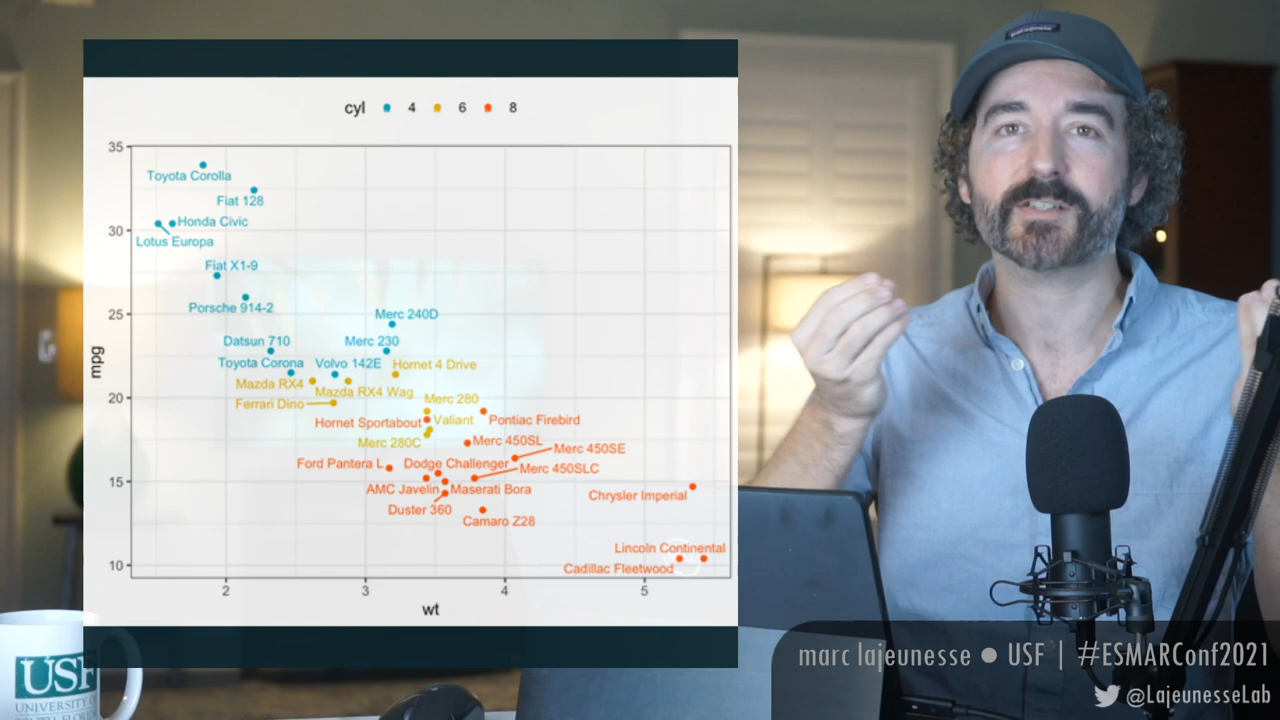 patagonia
cyl 4 6 8
35
30
25
20
15
10
mpg
Toyota Corolla
Fiat 128
Honda Civic
Lotus Europa
Fiat X1-9
Porsche 914-2
Merc 240D
Datsun 710
Merc 230
Toyota Corona
Volvo 142E
Hornet 4 Drive
Mazda RX4
Mazda RX4 Wag
Ferrari Dino
Merc 280
Hornet Sportabout
Valiant
Pontiac Firebird
Merc 280C
Merc 450SL
Merc 450SE
Ford Pantera L
Dodge Challenger
Merc 450SLC
AMC Javelin
Maserati Bora
Chrysler Imperial
Duster 360
Camaro Z28
Lincoln Continental
Cadillac Fleetwood
2 3 4 5
wt
USF
UNIVERSITY OF
SOUTH FLORIDA
marc lajeunesse ● USF | #ESMARConf2021
@LajeunesseLab